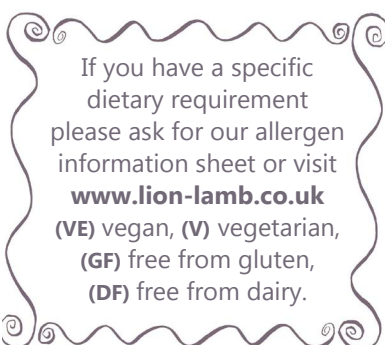 If you have a specific
dietary requirement
please ask for our allergen
information sheet or visit
www.lion-lamb.co.uk
(VE) vegan, (V) vegetarian,
(GF) free from gluten,
(DF) free from dairy.